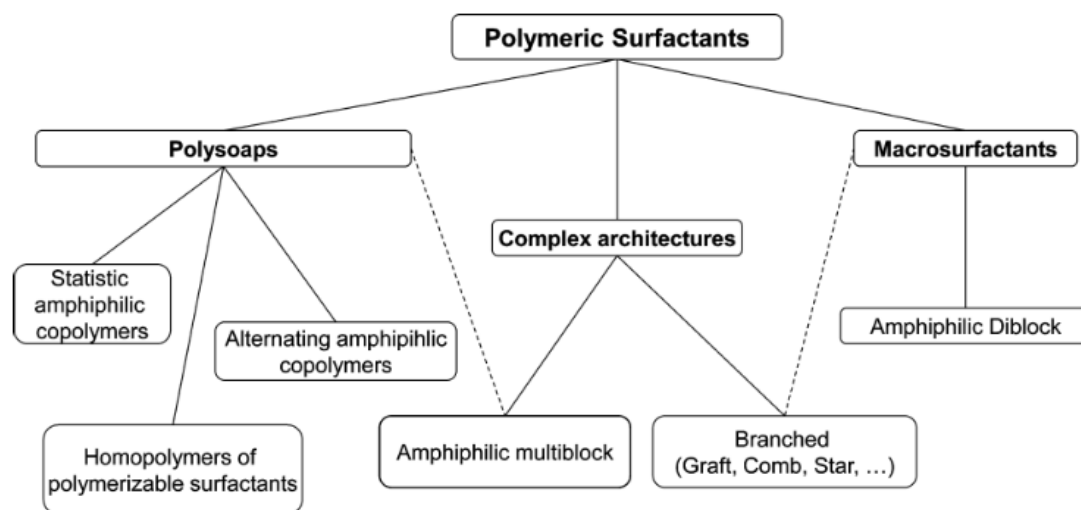 Polymeric Surfactants
Polysoaps
Macrosurfactants
Complex architectures
Statistic
amphiphilic
copolymers
Alternating amphipihlic
copolymers
Amphiphilic Diblock
Homopolymers of
polymerizable surfactants
Amphiphilic multiblock
Branched
(Graft, Comb, Star, ...)